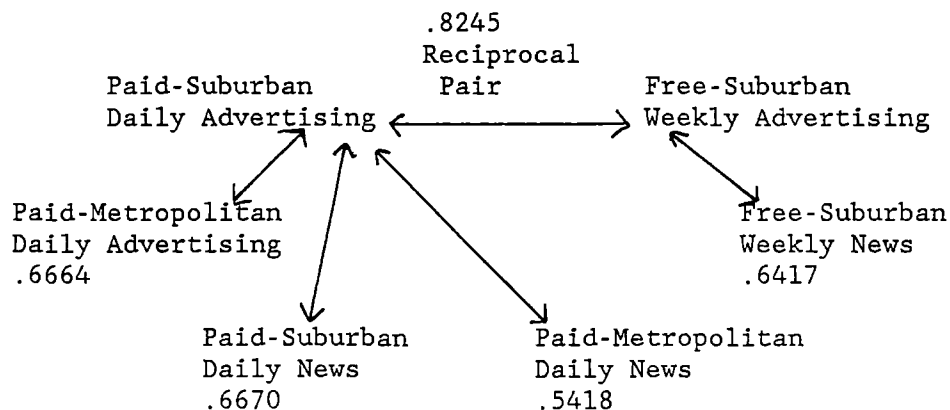 .8245
Reciprocal
Pair
Paid-Suburban
Daily Advertising
Free-Suburban
Weekly Advertising
Paid-Metropolitan
Daily Advertising
.6664
Free-Suburban
Weekly News
.6417
Paid-Suburban
Daily News
.6670
Paid-Metropolitan
Daily News
.5418